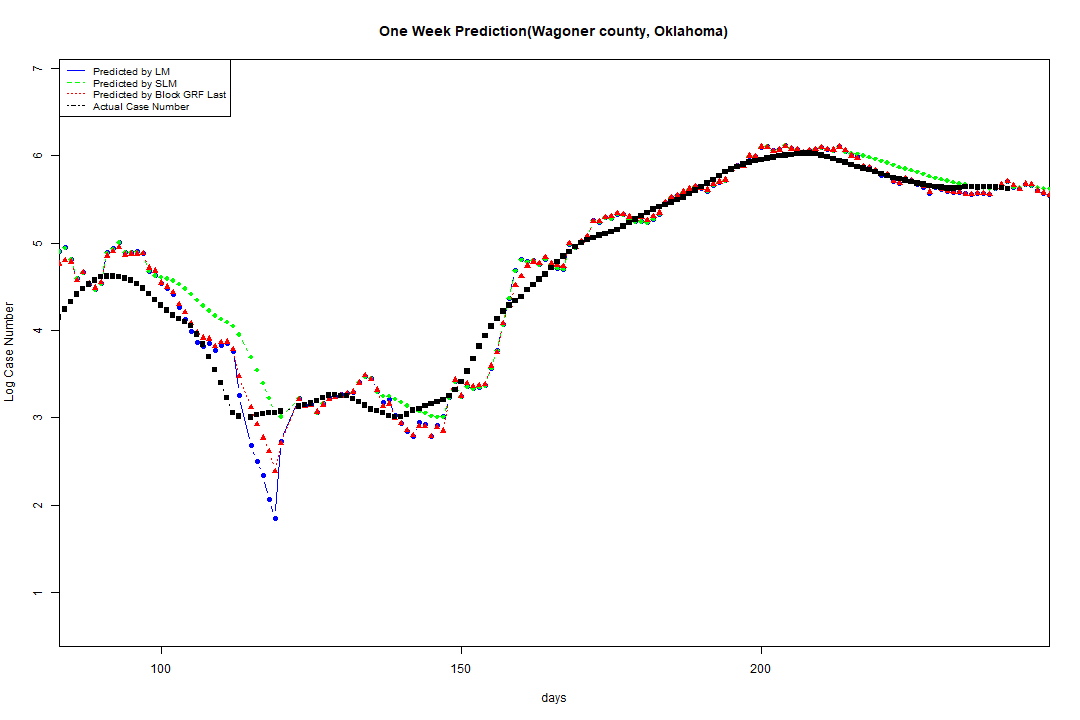 One Week Prediction(Wagoner county, Oklahoma)
Predicted by LM
Predicted by SLM
Predicted by Block GRF Last
Actual Case Number
7
6
5
4
3
2
1
Log Case Number
100 150 200
days